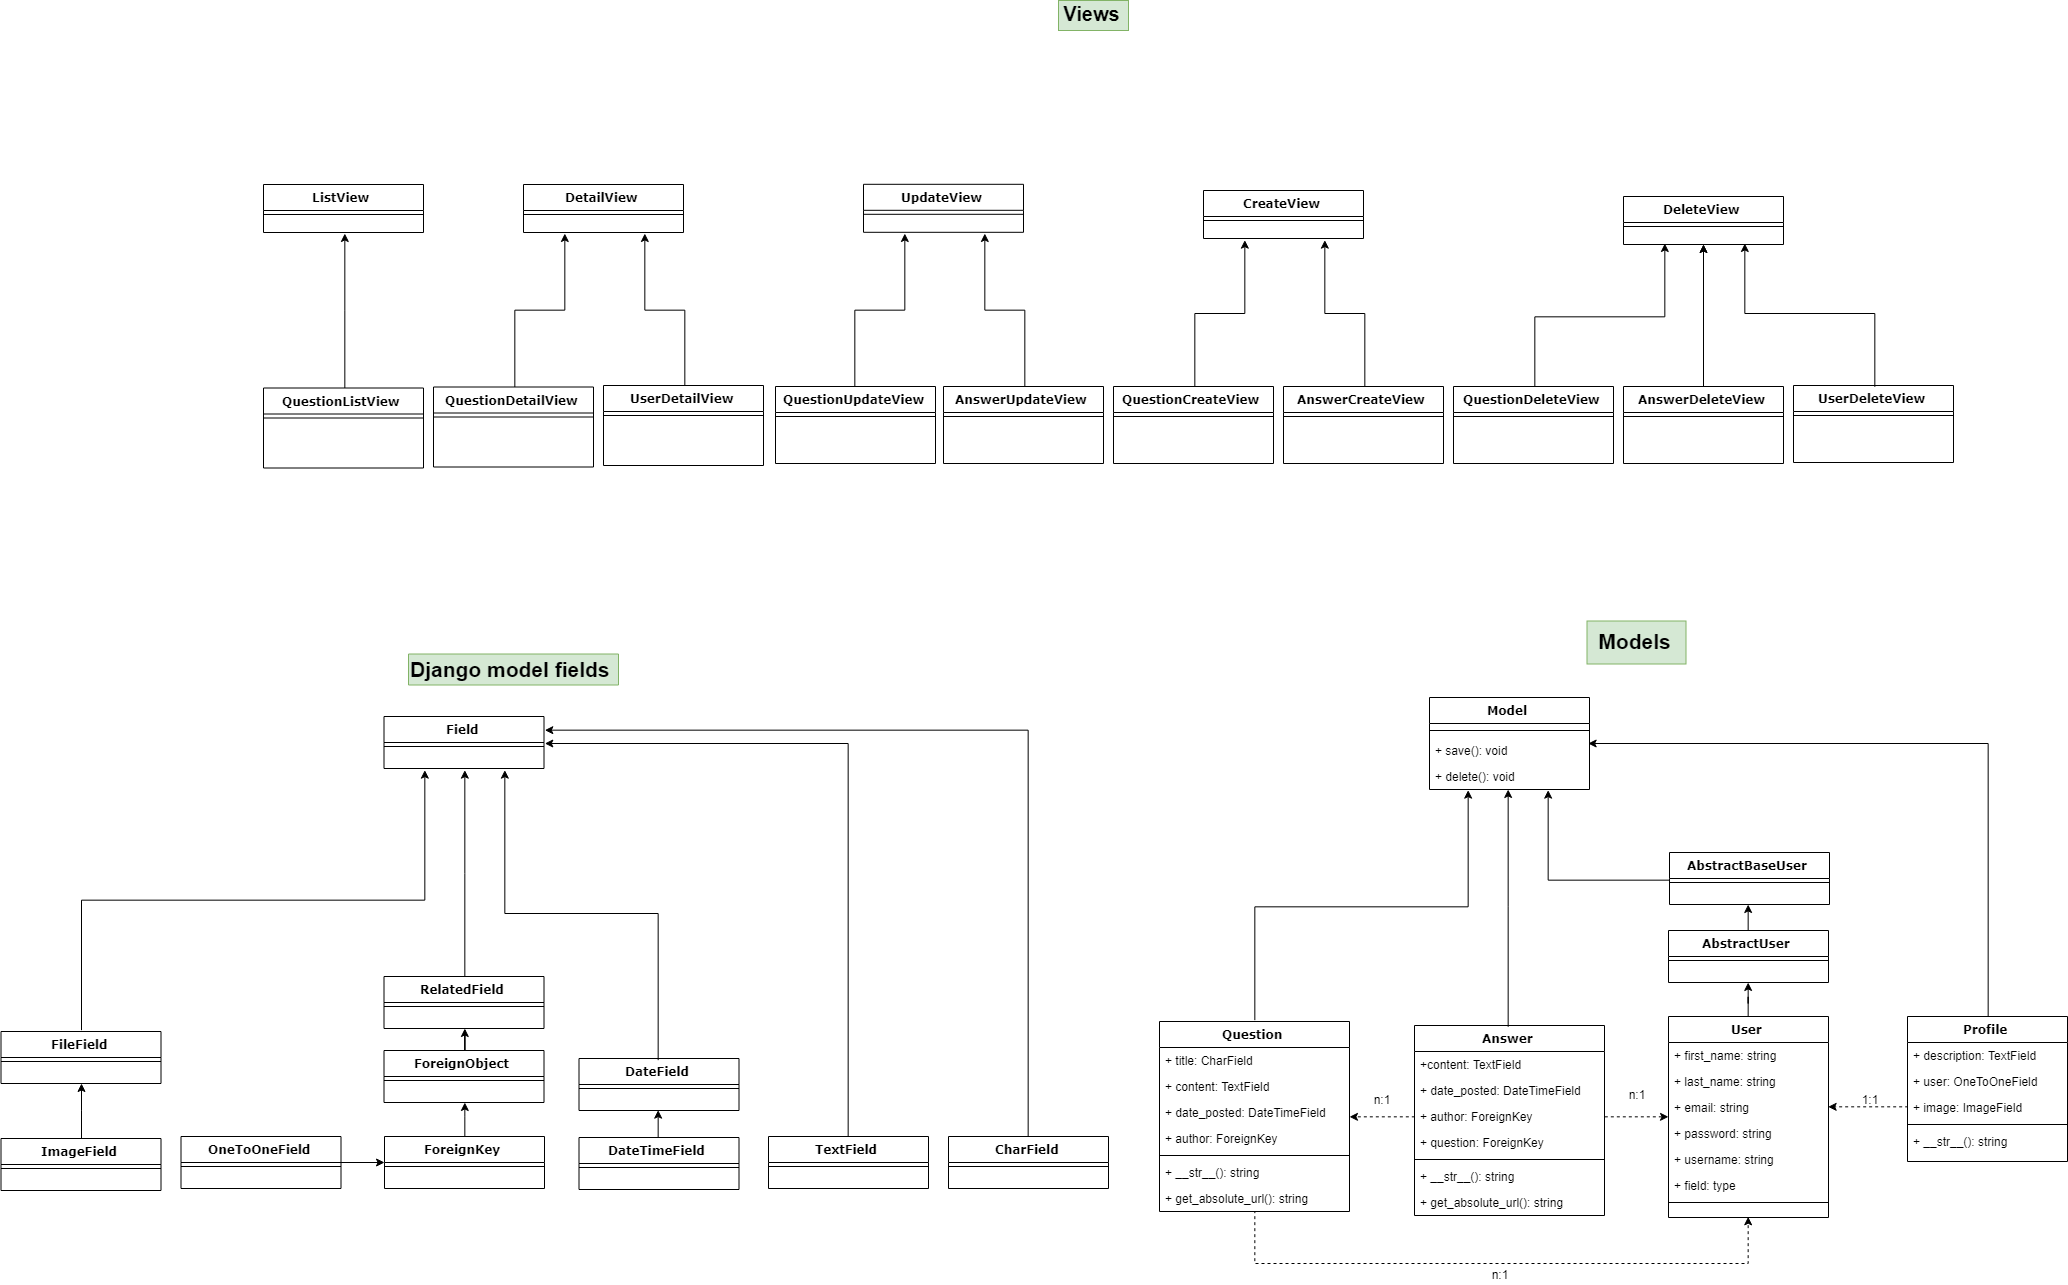 Views
ListView
DetailView
UpdateView
CreateView
DeleteView
QuestionListView
QuestionDetailView
UserDetailView
QuestionUpdateView
AnswerUpdateView
QuestionCreateView
AnswerCreateView
QuestionDeleteView
AnswerDeleteView
UserDeleteView
Django model fields
Field
RelatedField
FileField
ForeignObject
DateField
ImageField
OneToOneField
ForeignKey
DateTimeField
TextField
CharField
Models
Model
+ save(): void
+ delete(): void
AbstractBaseUser
AbstractUser
Question
+ title: CharField
+ content: TextField
+ date_posted: DateTimeField
+ author: ForeignKey
+ __str__(): string
+ get_absolute_url(): string
n:1
Answer
+content: TextField
+ date_posted: DateTimeField
+ author: ForeignKey
+ question: ForeignKey
+ __str__(): string
+ get_absolute_url(): string
n:1
User
+ first_name: string
+ last_name: string
+ email: string
+ password: string
+ username: string
+ field: type
1:1
Profile
+ description: TextField
+ user: OneToOneField
+ image: ImageField
+ __str__(): string
n:1